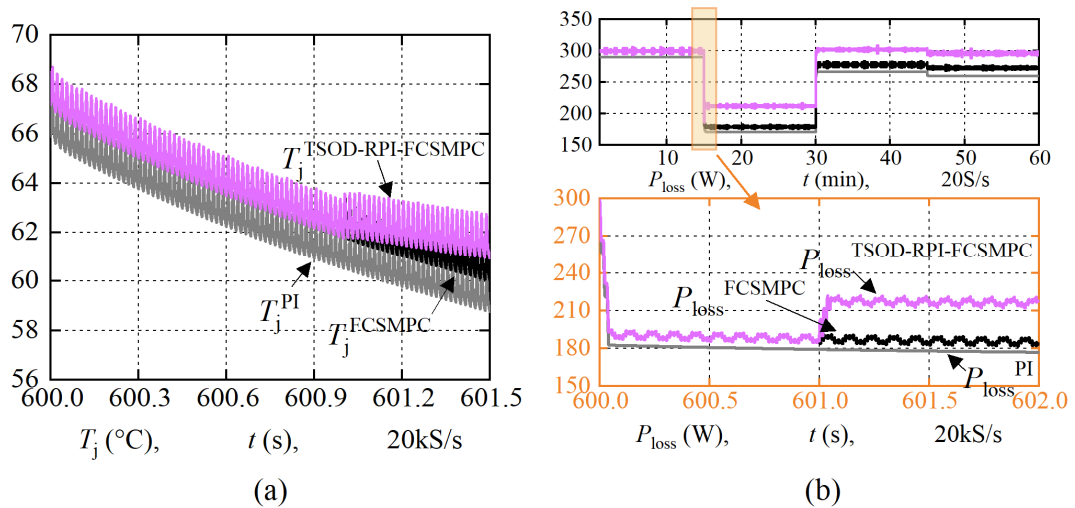 70
68
66
64
62
60
58
56
600.0 600.3 600.6 600.9 601.2 601.5
T_j^TSOD-RPI-FCSMPC
T_j^PI
T_j^FCSMPC
T_j (°C), t (s), 20kS/s
(a)
350
300
250
200
150
10 20 30 40 50 60
P_loss (W), t (min), 20S/s
300
270
240
210
180
150
600.0 600.5 601.0 601.5 602.0
P_loss^TSOD-RPI-FCSMPC
P_loss^FCSMPC
P_loss^PI
P_loss (W), t (s), 20kS/s
(b)